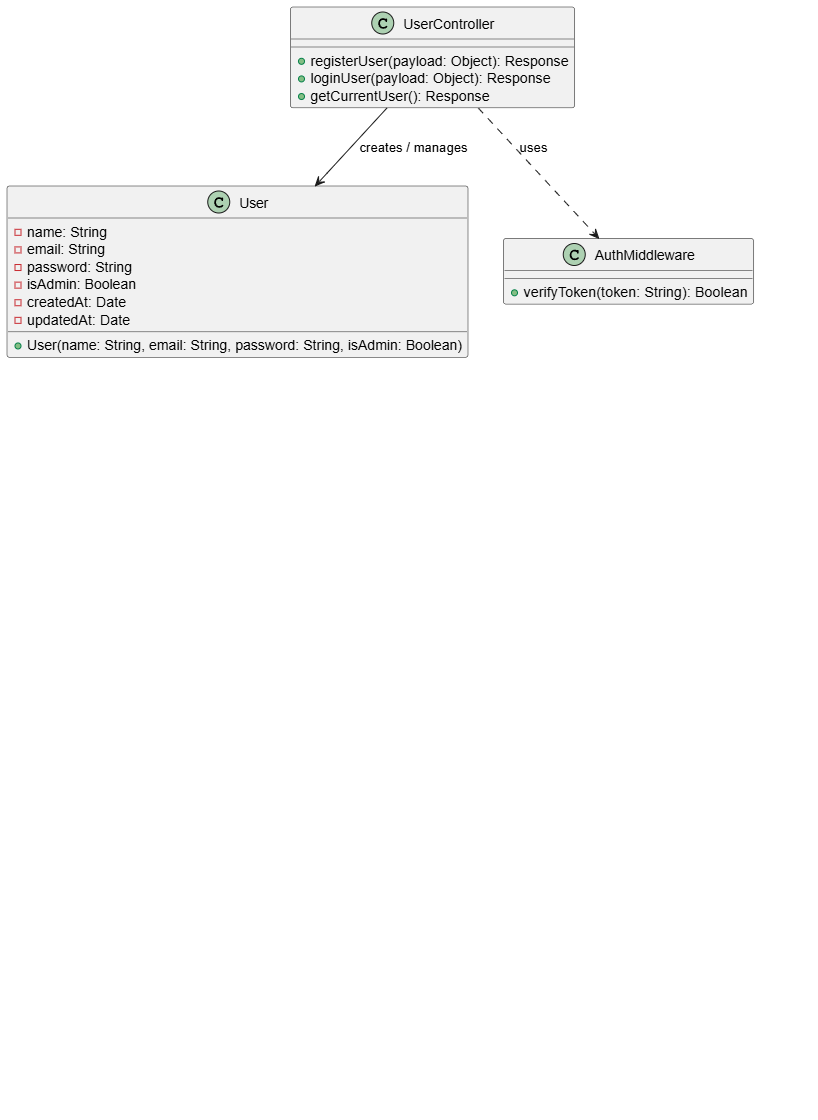 C UserController
registerUser(payload: Object): Response
loginUser(payload: Object): Response
getCurrentUser(): Response
creates / manages
uses
C User
name: String
email: String
password: String
isAdmin: Boolean
createdAt: Date
updatedAt: Date
User(name: String, email: String, password: String, isAdmin: Boolean)
C AuthMiddleware
verifyToken(token: String): Boolean